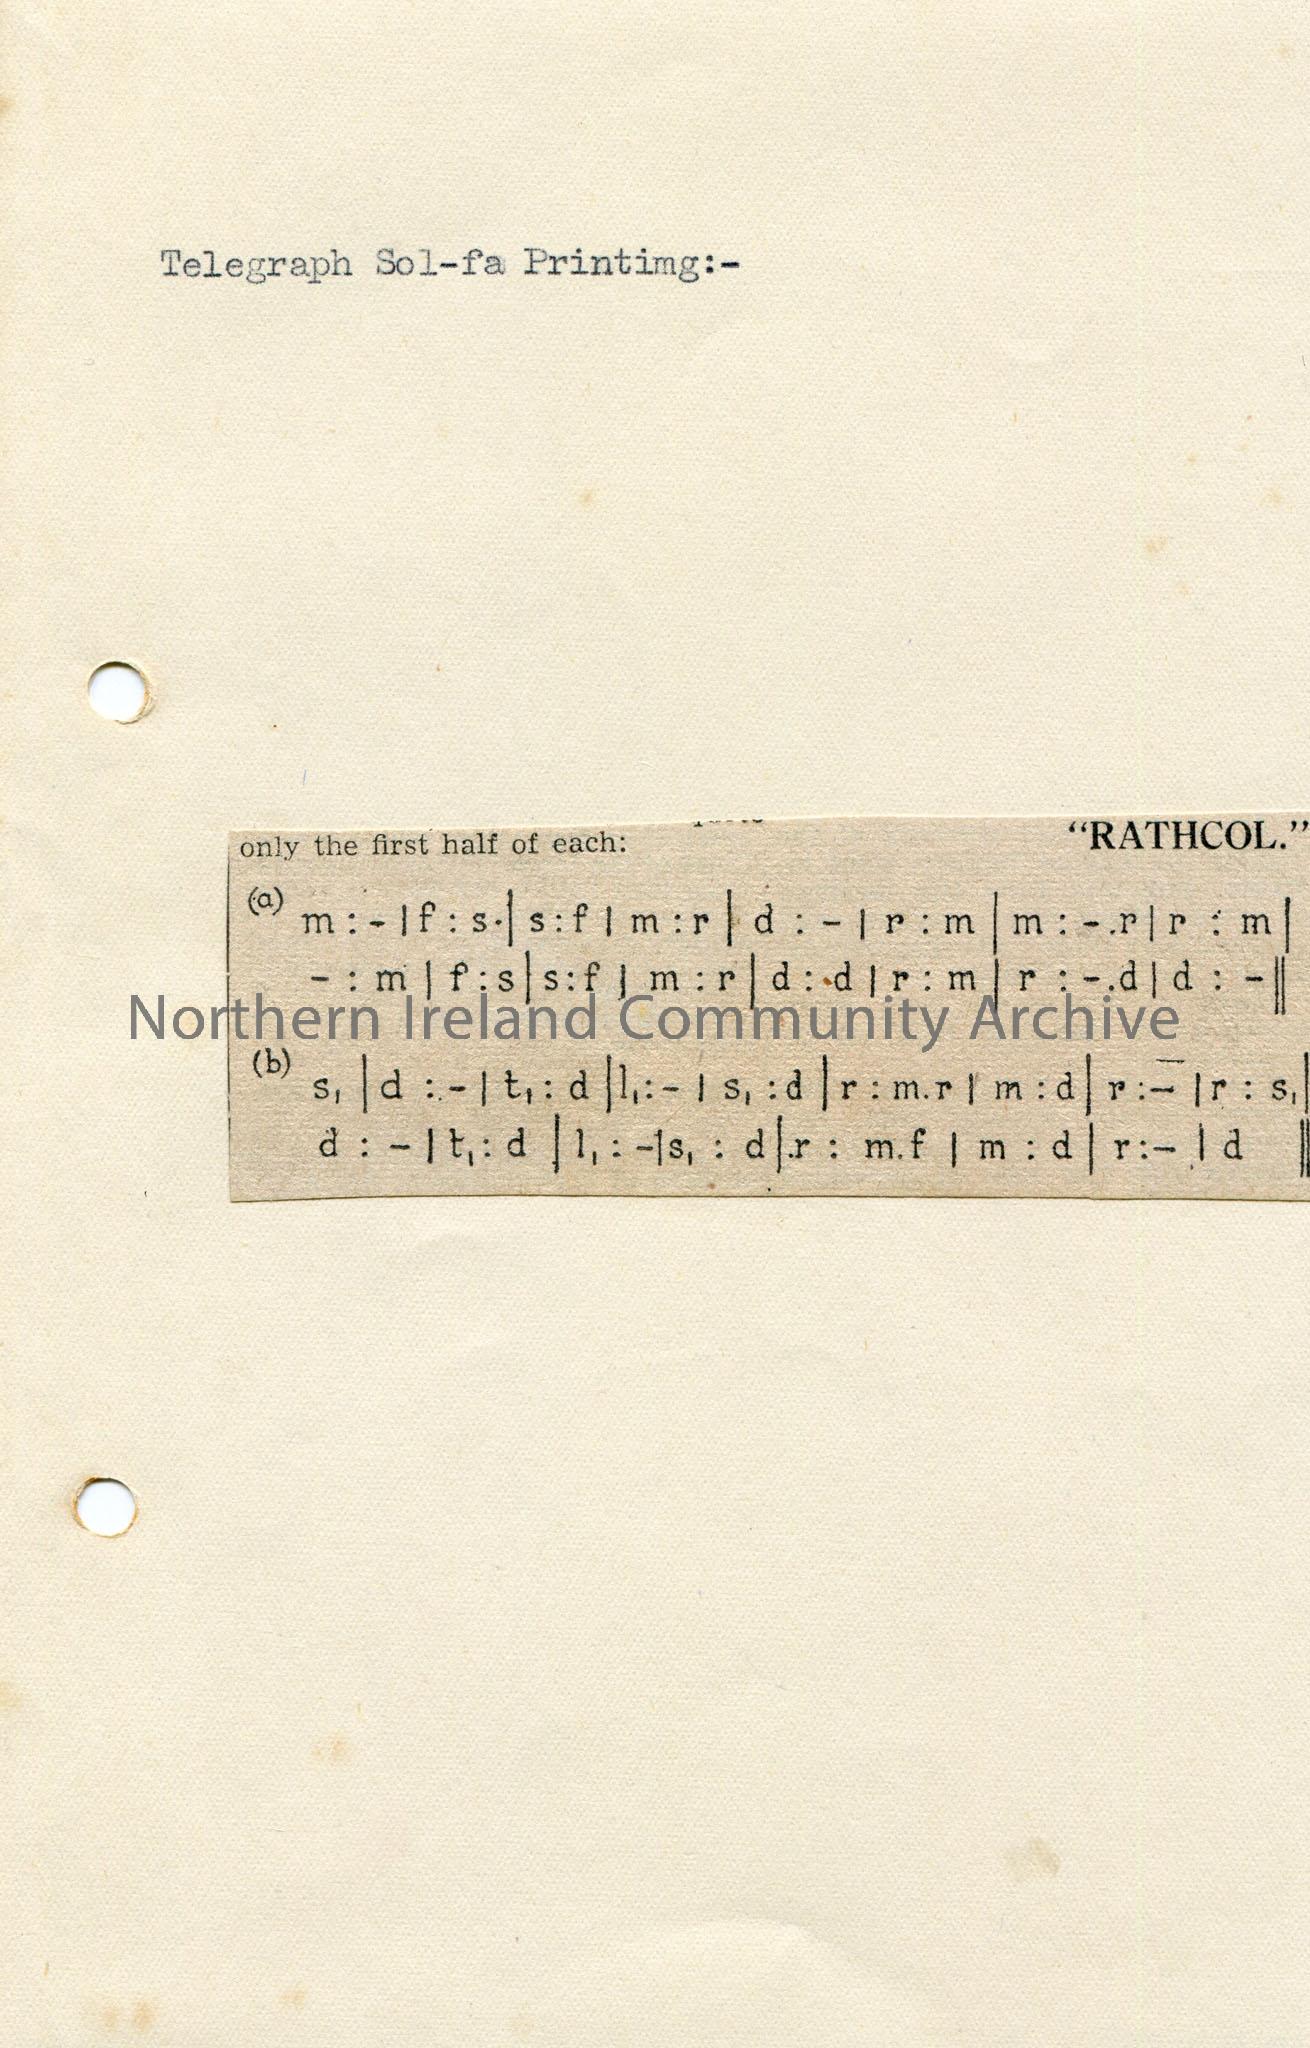 Telegraph Sol-fa Printimg:-
only the first half of each:
"RATHCOL."
(a) m : - | f : s . | s : f | m : r | d : - | r : m | m : - . r | r : m |
- : m | f : s | s : f | m : r | d : . d | r : m | r : - . d | d : - ||
Northern Ireland Community Archive
(b) s, | d : . - | t, : d | l, : - | s, : d | r : m . r | m : d | r : - | r : s, |
d : - | t, : d | l, : - | s, : d | . r : m . f | m : d | r : - | d ||